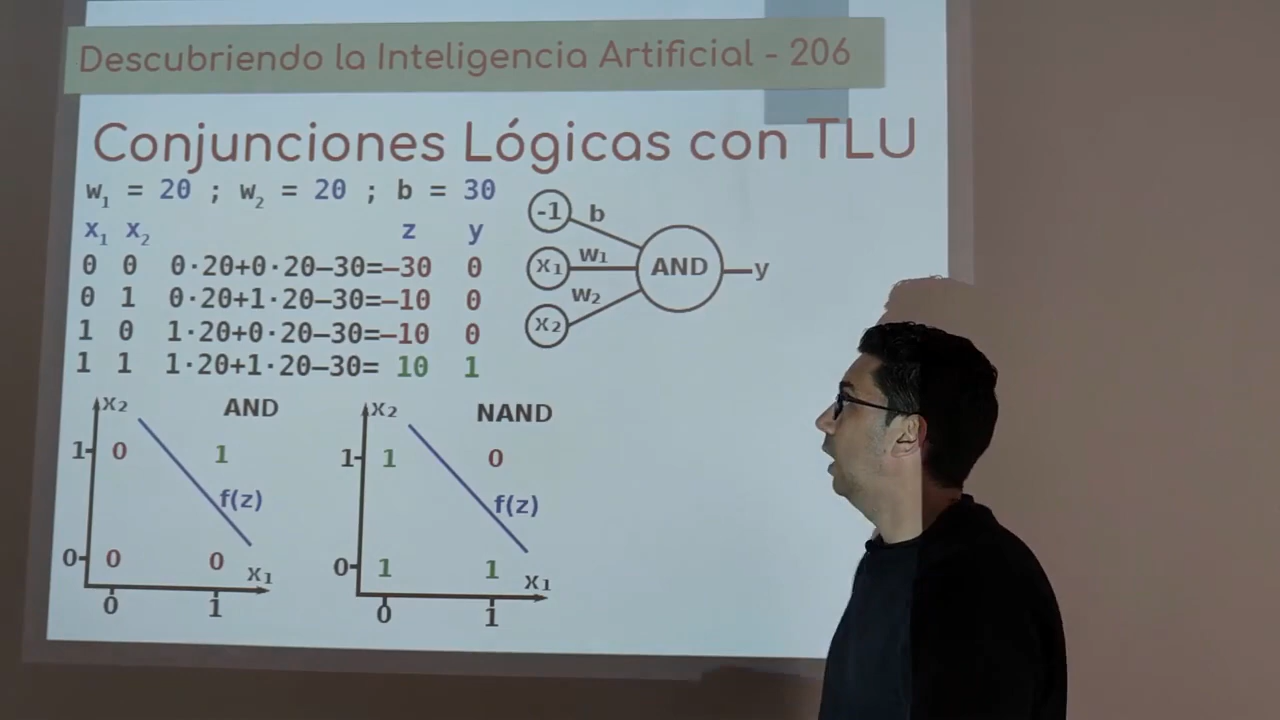 Descubriendo la Inteligencia Artificial - 206
Conjunciones Lógicas con TLU
w₁ = 20 ; w₂ = 20 ; b = 30
x₁ x₂ z y
0 0 0·20+0·20−30=−30 0
0 1 0·20+1·20−30=−10 0
1 0 1·20+0·20−30=−10 0
1 1 1·20+1·20−30= 10 1
-1 b
X₁ W₁ AND y
W₂
X₂
X₂ AND
1 0 1
f(z)
0 0 0 X₁
0 1
X₂ NAND
1 1 0
f(z)
0 1 1 X₁
0 1